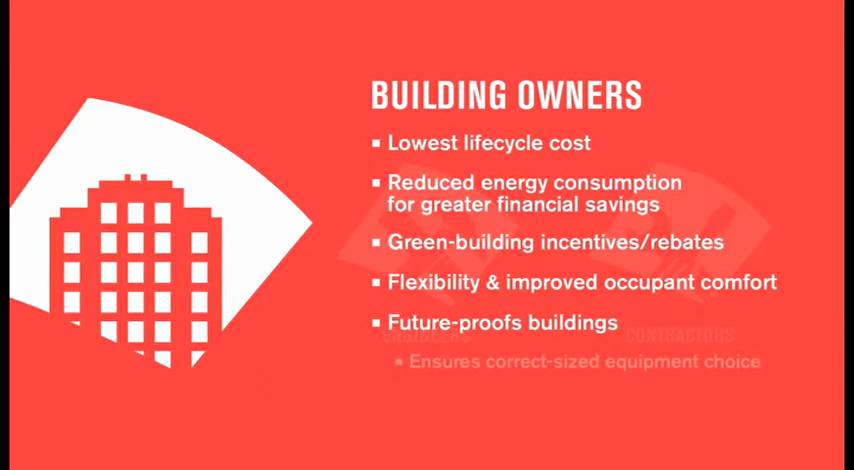 BUILDING OWNERS
▪ Lowest lifecycle cost
▪ Reduced energy consumption
for greater financial savings
▪ Green-building incentives/rebates
▪ Flexibility & improved occupant comfort
▪ Future-proofs buildings
ENGINEERS
CONTRACTORS
▪ Ensures correct-sized equipment choice